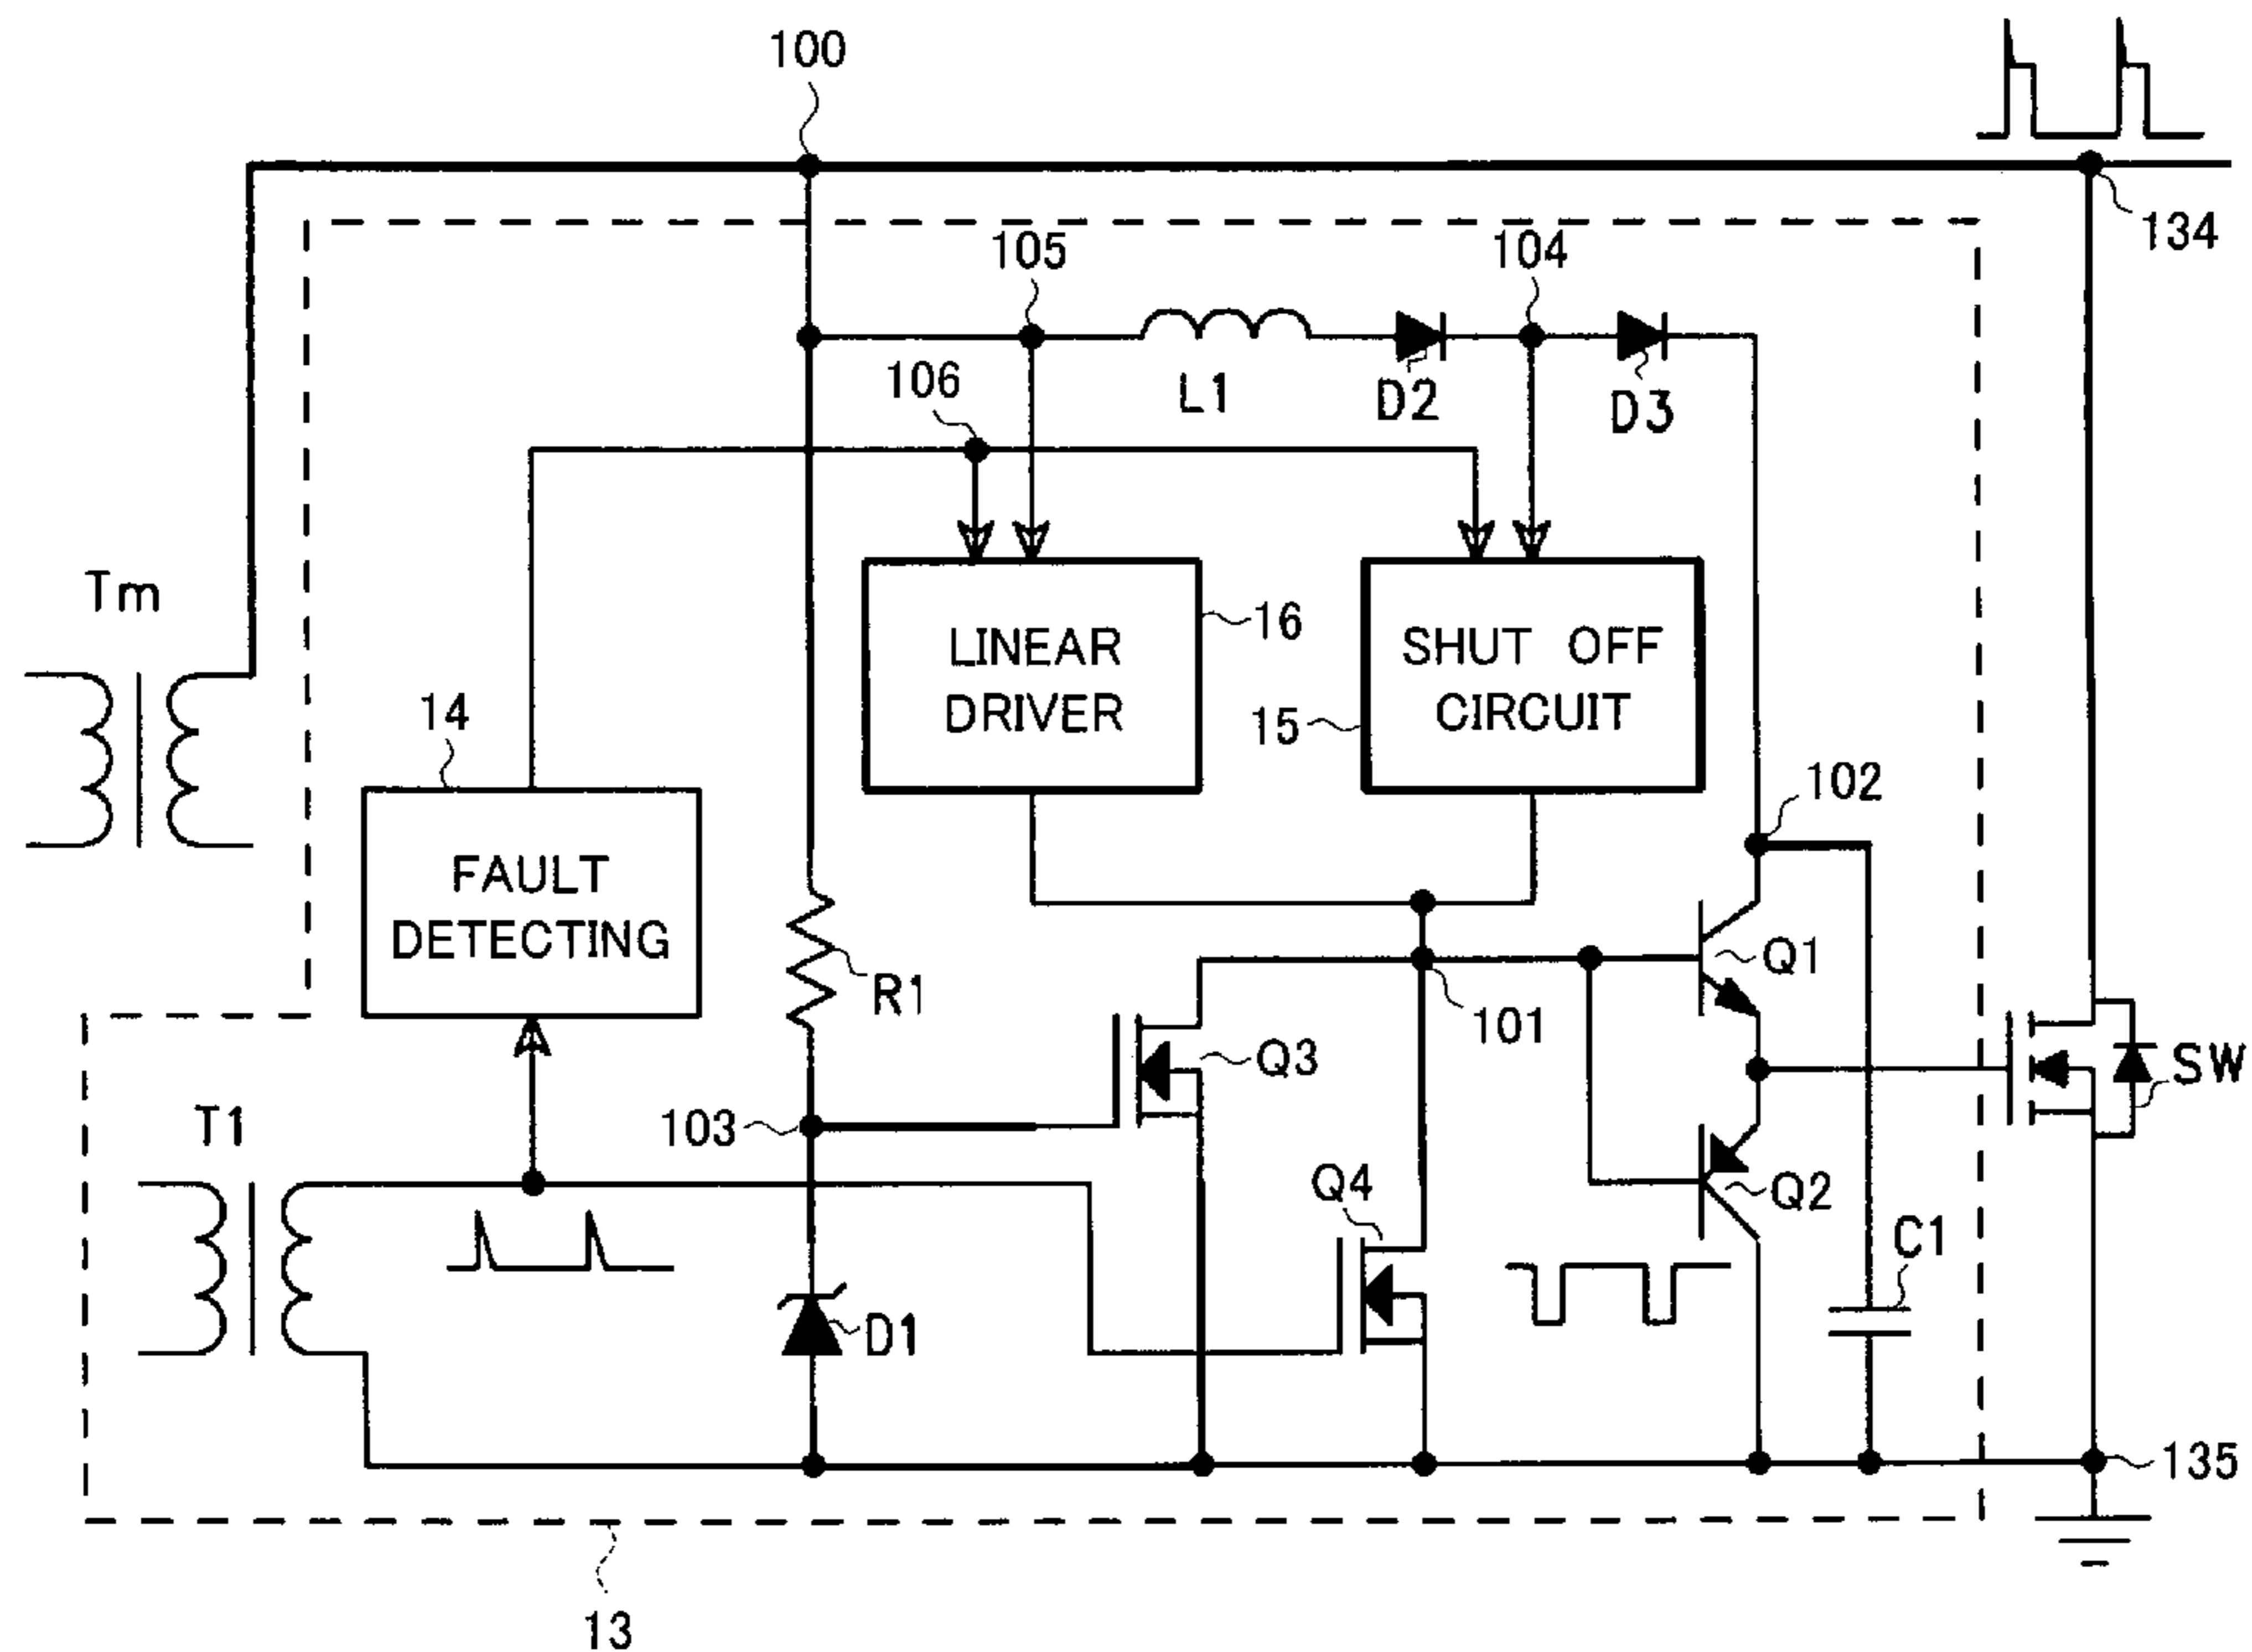 100
134
105
104
106
L1
D2
D3
Tm
LINEAR
DRIVER
16
SHUT OFF
CIRCUIT
15
14
102
FAULT
DETECTING
R1
Q1
101
Q3
SW
T1
103
Q4
Q2
C1
D1
135
13